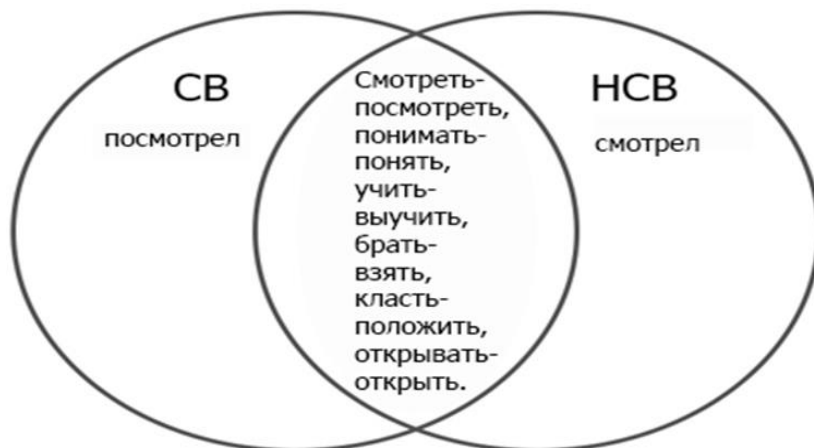 СВ
посмотрел
Смотреть-
посмотреть,
понимать-
понять,
учить-
выучить,
брать-
взять,
класть-
положить,
открывать-
открыть.
НСВ
смотрел